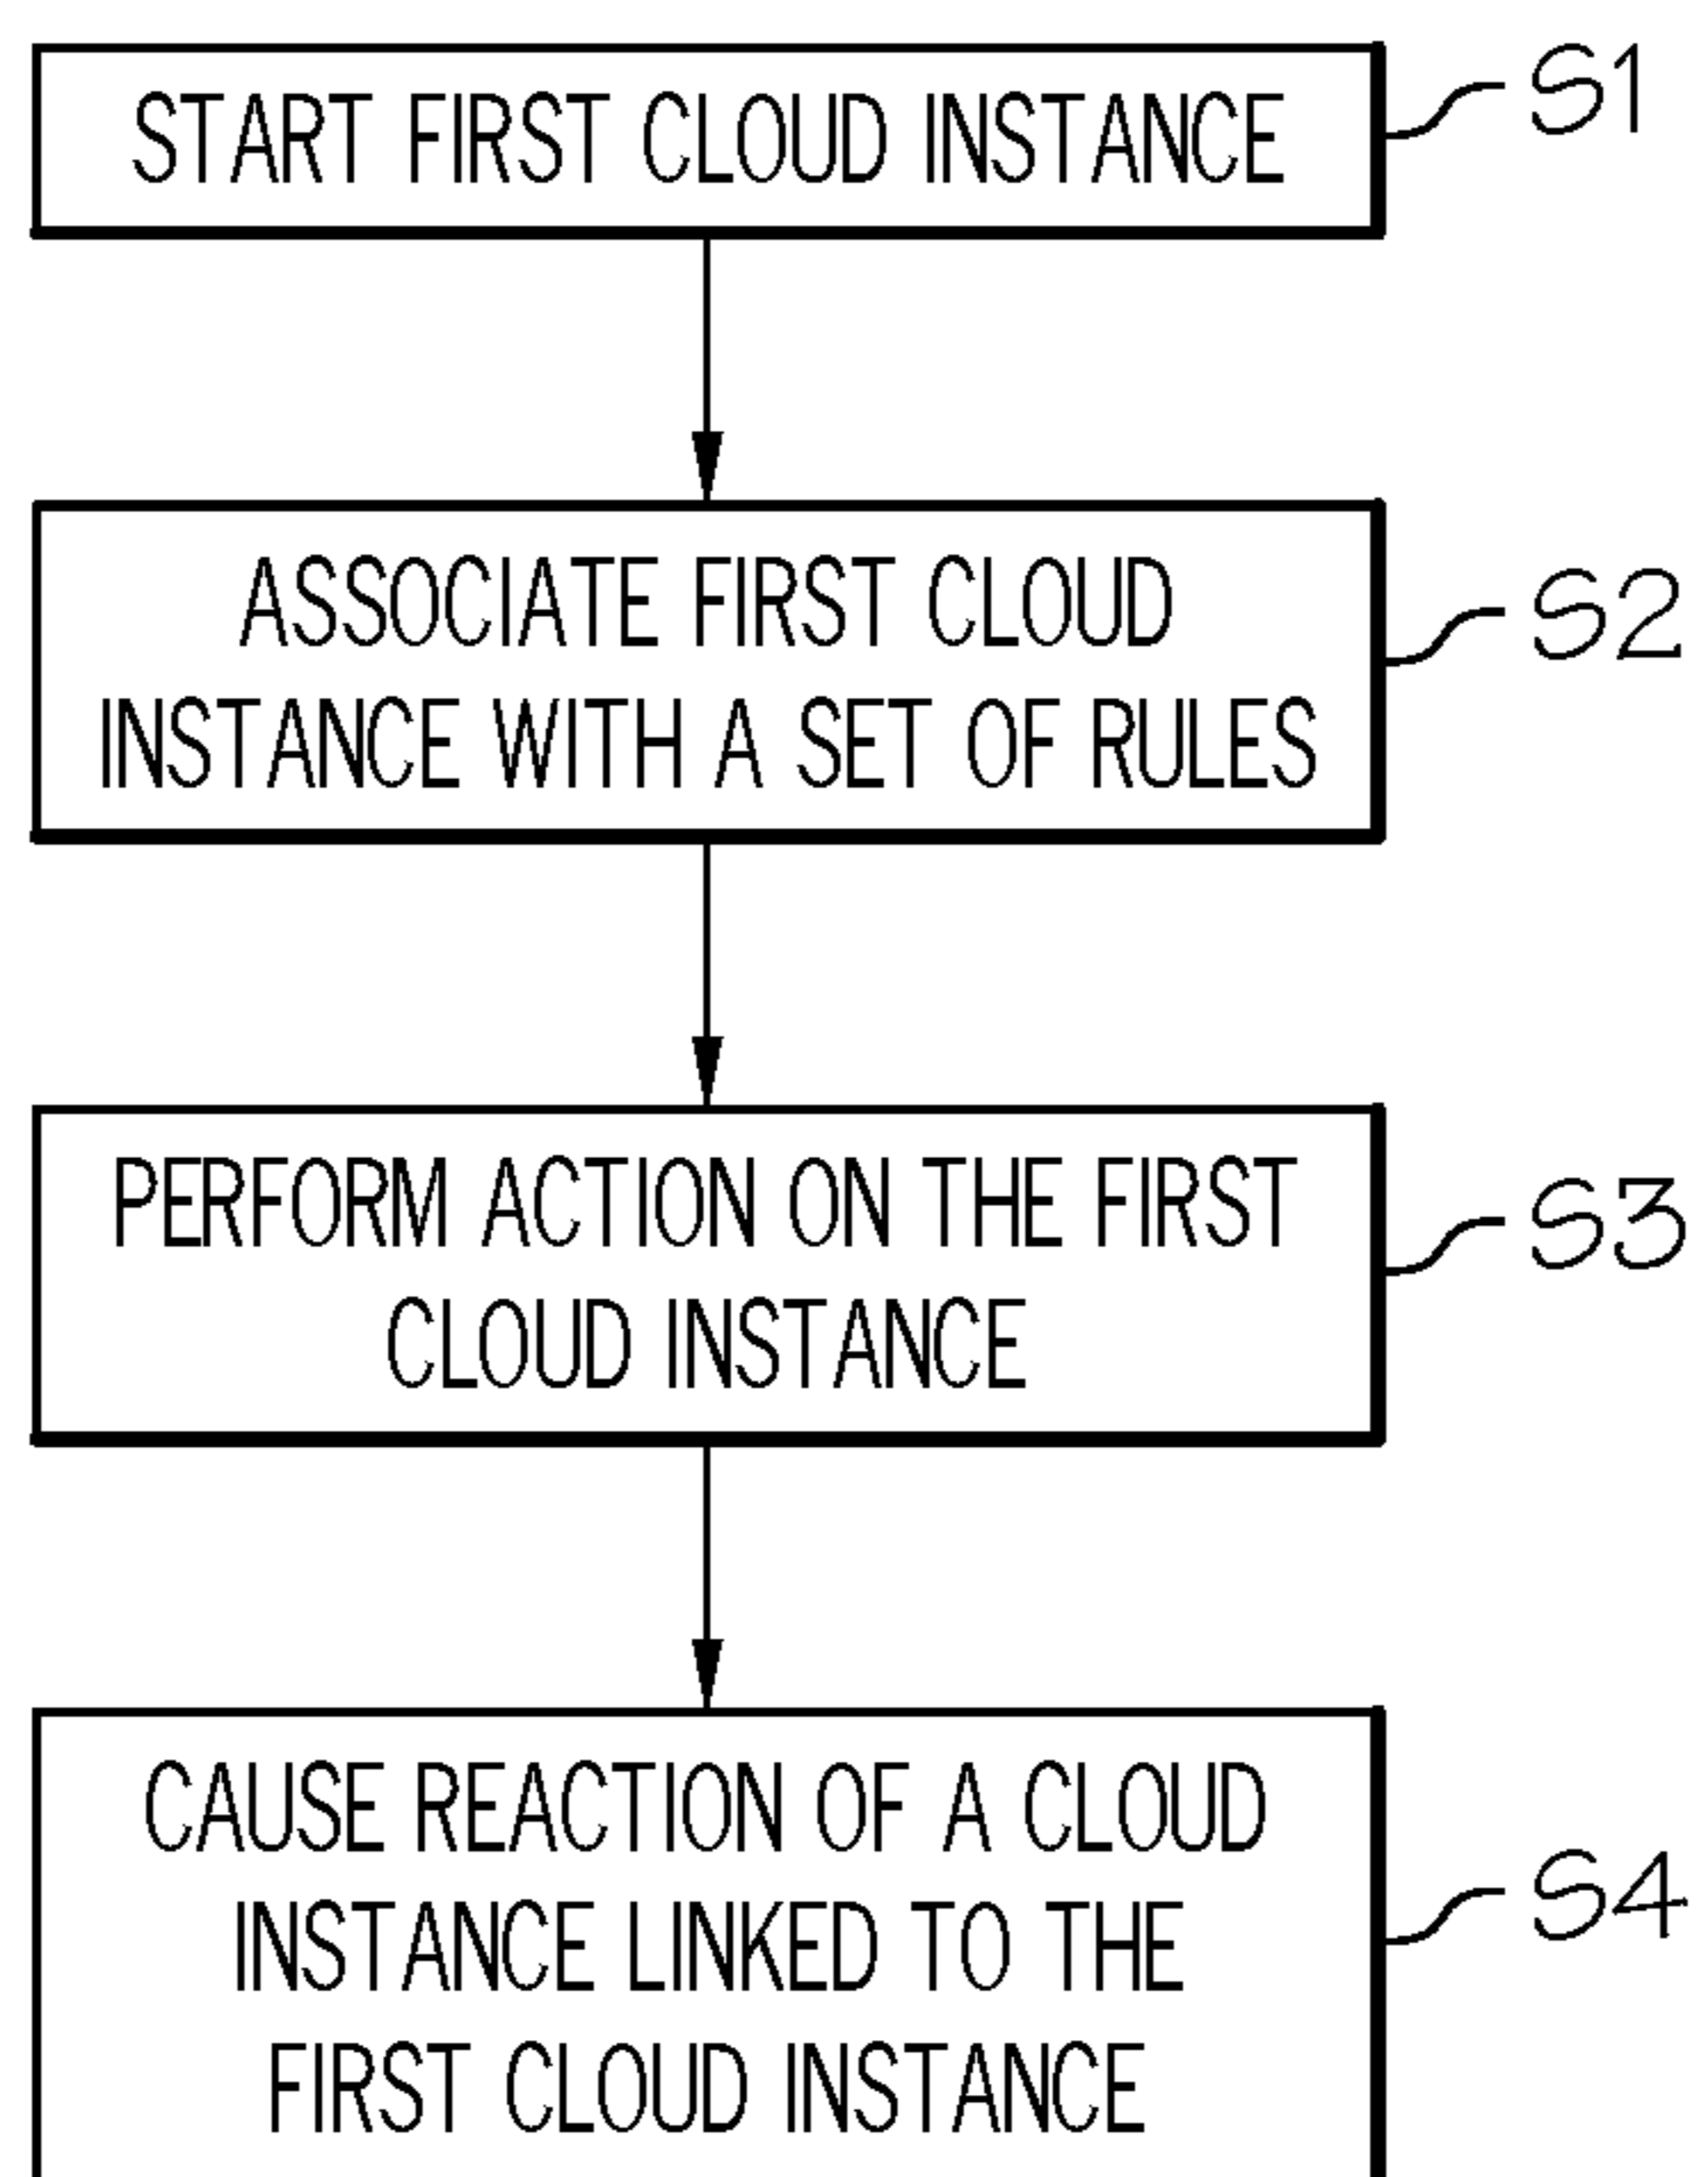 START FIRST CLOUD INSTANCE
S1
ASSOCIATE FIRST CLOUD
INSTANCE WITH A SET OF RULES
S2
PERFORM ACTION ON THE FIRST
CLOUD INSTANCE
S3
CAUSE REACTION OF A CLOUD
INSTANCE LINKED TO THE
FIRST CLOUD INSTANCE
S4